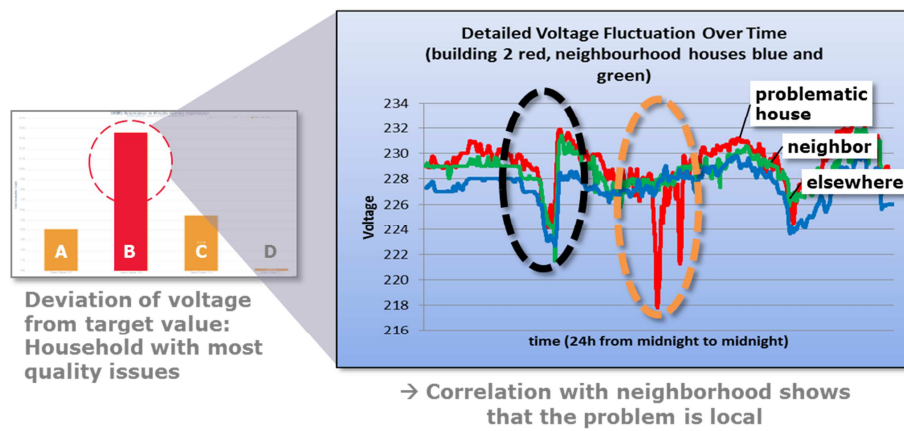 Detailed Voltage Fluctuation Over Time
(building 2 red, neighbourhood houses blue and
green)
234
232
230
228
226
224
222
220
218
216
Voltage
problematic
house
neighbor
elsewhere
time (24h from midnight to midnight)
A
B
C
D
Deviation of voltage
from target value:
Household with most
quality issues
→ Correlation with neighborhood shows
that the problem is local